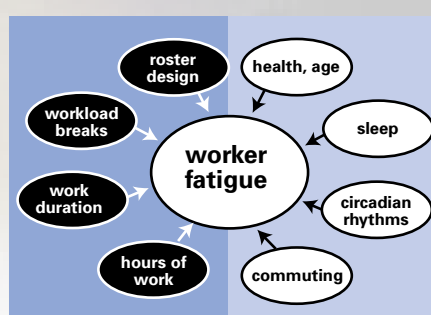 roster
design
health, age
workload
breaks
sleep
worker
fatigue
work
duration
circadian
rhythms
hours of
work
commuting